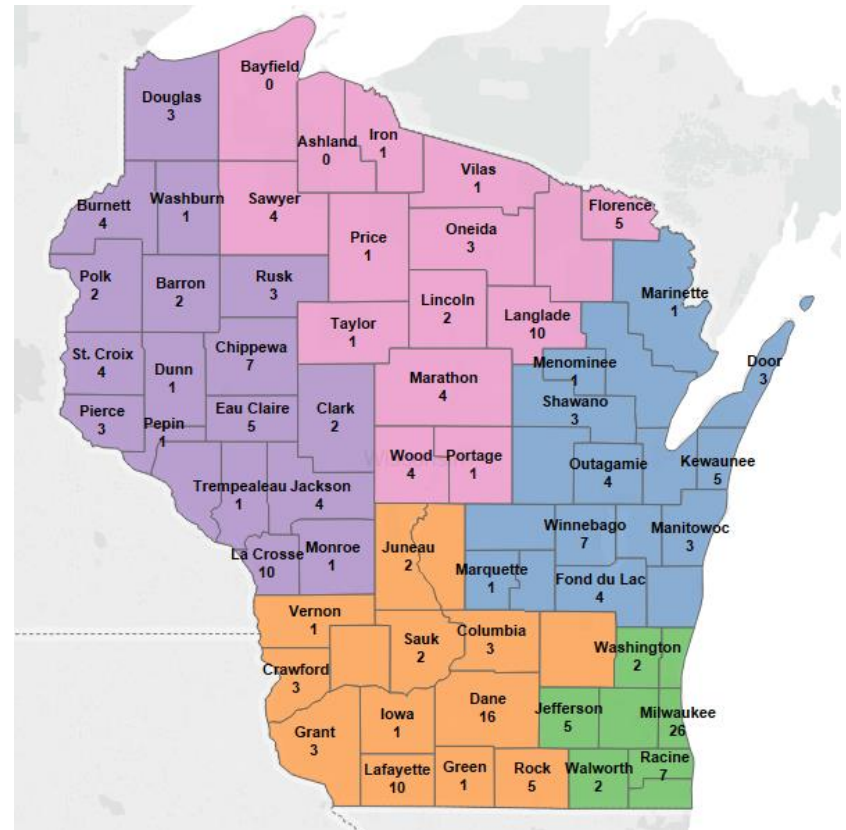 Bayfield
0
Douglas
3
Ashland
0
Iron
1
Vilas
1
Burnett
4
Washburn
1
Sawyer
4
Florence
5
Price
1
Oneida
3
Polk
2
Barron
2
Rusk
3
Marinette
1
Lincoln
2
Langlade
10
Taylor
1
St. Croix
4
Dunn
1
Chippewa
7
Menominee
1
Door
3
Marathon
4
Pierce
3
Pepin
1
Eau Claire
5
Clark
2
Shawano
3
Wood
4
Portage
1
Outagamie
4
Kewaunee
5
Trempealeau
1
Jackson
4
Winnebago
7
Manitowoc
3
La Crosse
10
Monroe
1
Juneau
2
Marquette
1
Fond du Lac
4
Vernon
1
Sauk
2
Columbia
3
Washington
2
Crawford
3
Dane
16
Jefferson
5
Milwaukee
26
Grant
3
Iowa
1
Lafayette
10
Green
1
Rock
5
Walworth
2
Racine
7